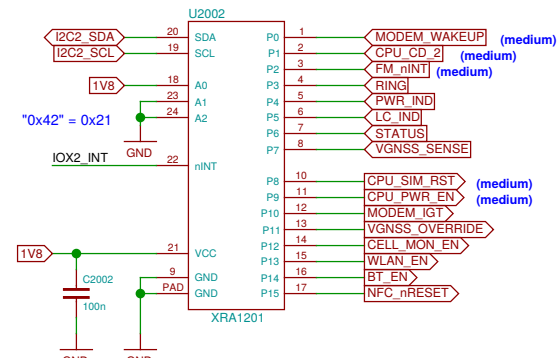 U2002
I2C2_SDA 20 SDA P0 1 MODEM_WAKEUP (medium)
I2C2_SCL 19 SCL P1 2 CPU_CD_2 (medium)
P2 3 FM_nINT (medium)
1V8 18 A0 P3 4 RING
23 A1 P4 5 PWR_IND
24 A2 P5 6 LC_IND
"0x42" = 0x21
P6 7 STATUS
GND
P7 8 VGNSS_SENSE
IOX2_INT 22 nINT
P8 10 CPU_SIM_RST (medium)
P9 11 CPU_PWR_EN (medium)
P10 12 MODEM_IGT
P11 13 VGNSS_OVERRIDE
1V8 21 VCC P12 14 CELL_MON_EN
P13 15 WLAN_EN
9 GND P14 16 BT_EN
C2002
PAD GND P15 17 NFC_nRESET
100n
XRA1201
GND GND